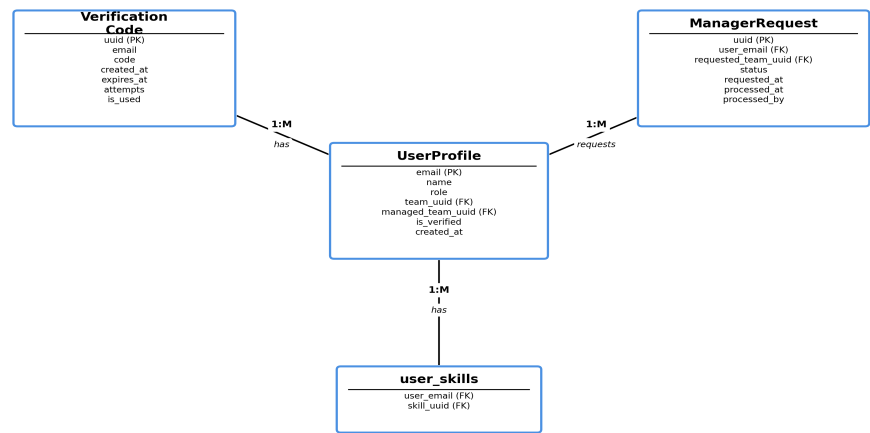 Verification
Code
uuid (PK)
email
code
created_at
expires_at
attempts
is_used
ManagerRequest
uuid (PK)
user_email (FK)
requested_team_uuid (FK)
status
requested_at
processed_at
processed_by
1:M
has
1:M
requests
UserProfile
email (PK)
name
role
team_uuid (FK)
managed_team_uuid (FK)
is_verified
created_at
1:M
has
user_skills
user_email (FK)
skill_uuid (FK)